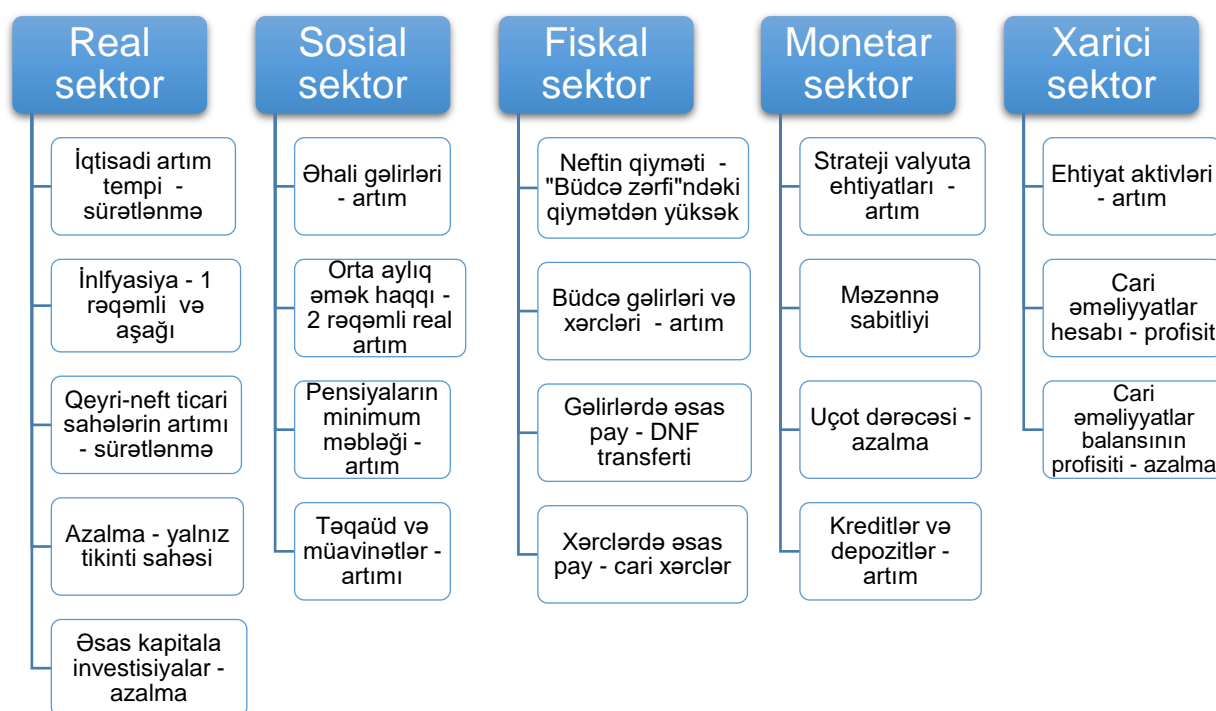 Real
sektor
İqtisadi artım
tempi -
sürətlənmə
İnlfyasiya - 1
rəqəmli və
aşağı
Qeyri-neft ticari
sahələrin artımı
- sürətlənmə
Azalma - yalnız
tikinti sahəsi
Əsas kapitala
investisiyalar -
azalma
Sosial
sektor
Əhali gəlirləri
- artım
Orta aylıq
əmək haqqı -
2 rəqəmli real
artım
Pensiyaların
minimum
məbləği -
artım
Təqaüd və
müavinətlər -
artımı
Fiskal
sektor
Neftin qiyməti -
"Büdcə zərfi"ndəki
qiymətdən yüksək
Büdcə gəlirləri və
xərcləri - artım
Gəlirlərdə əsas
pay - DNF
transferti
Xərclərdə əsas
pay - cari xərclər
Monetar
sektor
Strateji valyuta
ehtiyatları -
artım
Məzənnə
sabitliyi
Uçot dərəcəsi -
azalma
Kreditlər və
depozitlər -
artım
Xarici
sektor
Ehtiyat aktivləri
- artım
Cari
əməliyyatlar
hesabı - profisit
Cari
əməliyyatlar
balansının
profisiti - azalma